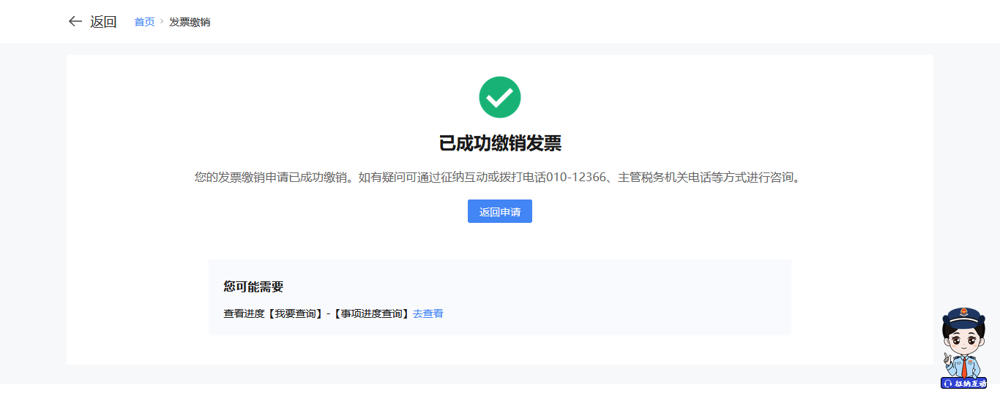 返回 首页 > 发票缴销
已成功缴销发票
您的发票缴销申请已成功缴销。如有疑问可通过征纳互动或拨打电话010-12366、主管税务机关电话等方式进行咨询。
返回申请
您可能需要
查看进度【我要查询】-【事项进度查询】去查看
征纳互动